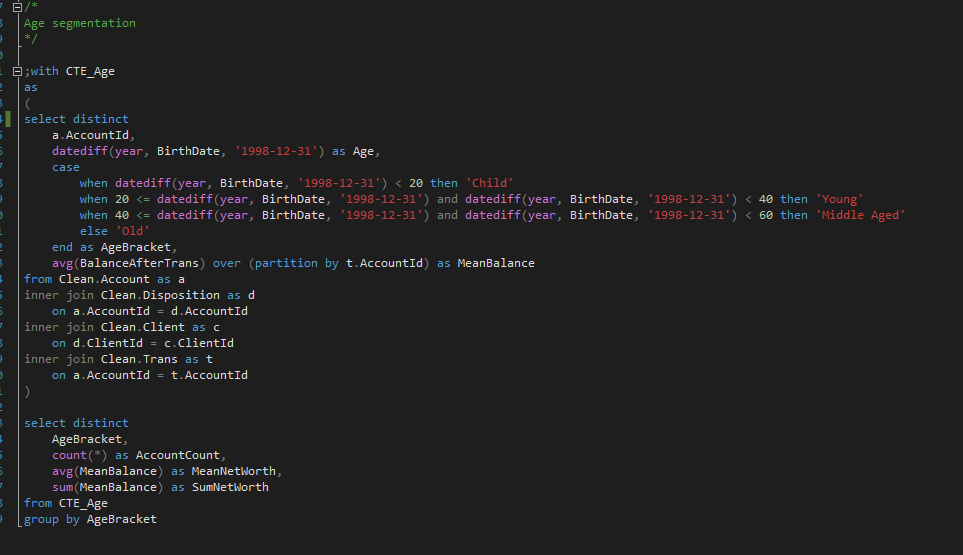 /*
Age segmentation
*/
;with CTE_Age
as
(
select distinct
a.AccountId,
datediff(year, BirthDate, '1998-12-31') as Age,
case
when datediff(year, BirthDate, '1998-12-31') < 20 then 'Child'
when 20 <= datediff(year, BirthDate, '1998-12-31') and datediff(year, BirthDate, '1998-12-31') < 40 then 'Young'
when 40 <= datediff(year, BirthDate, '1998-12-31') and datediff(year, BirthDate, '1998-12-31') < 60 then 'Middle Aged'
else 'Old'
end as AgeBracket,
avg(BalanceAfterTrans) over (partition by t.AccountId) as MeanBalance
from Clean.Account as a
inner join Clean.Disposition as d
on a.AccountId = d.AccountId
inner join Clean.Client as c
on d.ClientId = c.ClientId
inner join Clean.Trans as t
on a.AccountId = t.AccountId
)
select distinct
AgeBracket,
count(*) as AccountCount,
avg(MeanBalance) as MeanNetWorth,
sum(MeanBalance) as SumNetWorth
from CTE_Age
group by AgeBracket